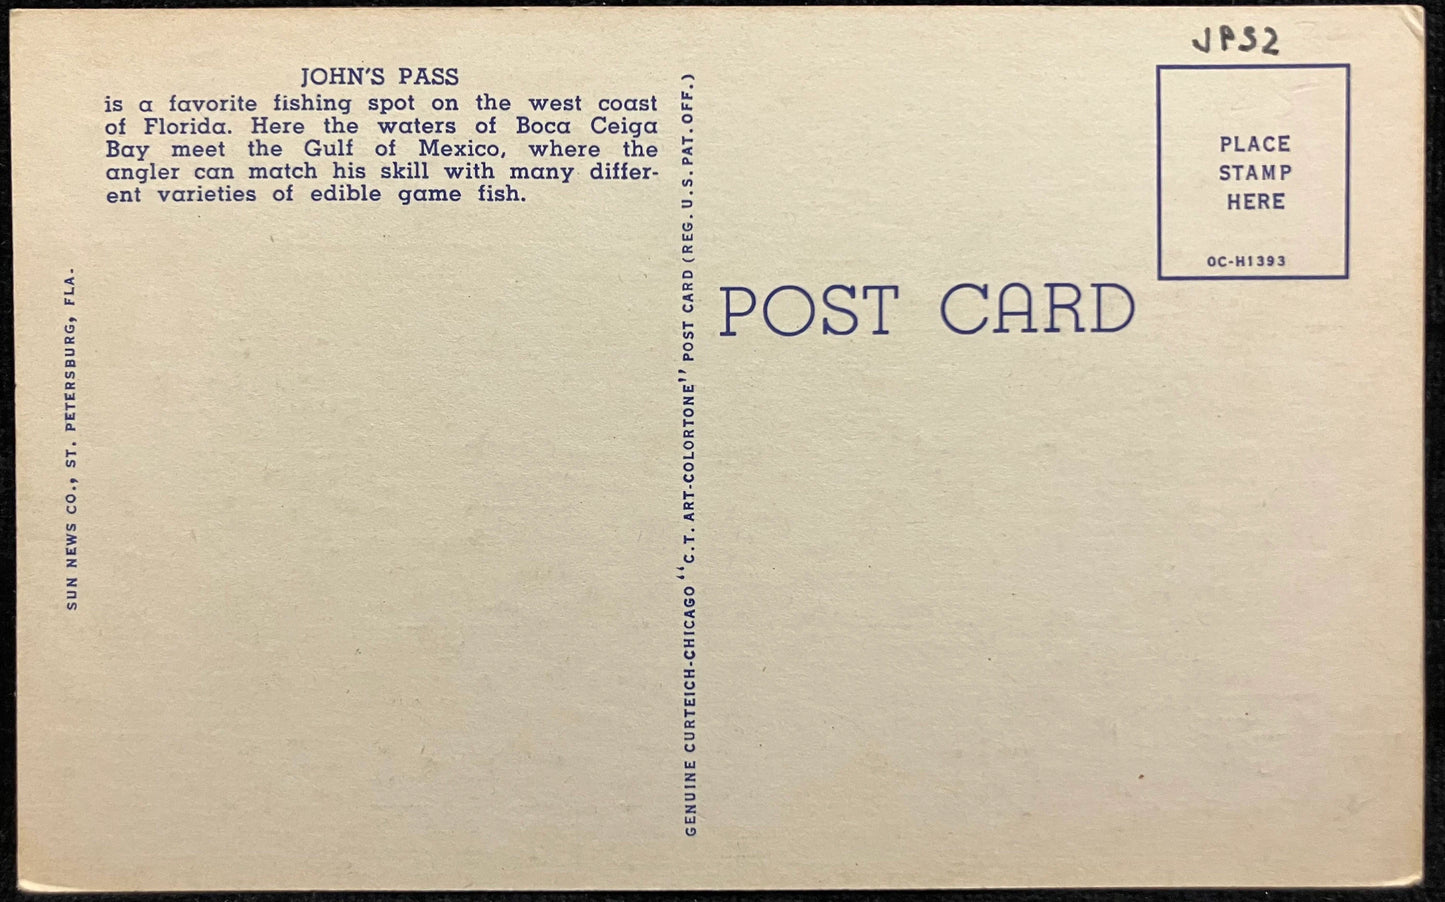 JPS2
JOHN'S PASS
is a favorite fishing spot on the west coast
of Florida. Here the waters of Boca Ceiga
Bay meet the Gulf of Mexico, where the
angler can match his skill with many differ-
ent varieties of edible game fish.
SUN NEWS CO., ST. PETERSBURG, FLA.
GENUINE CURTEICH-CHICAGO "C.T. ART-COLORTONE" POST CARD (REG. U.S. PAT. OFF.)
POST CARD
PLACE
STAMP
HERE
OC-H1393